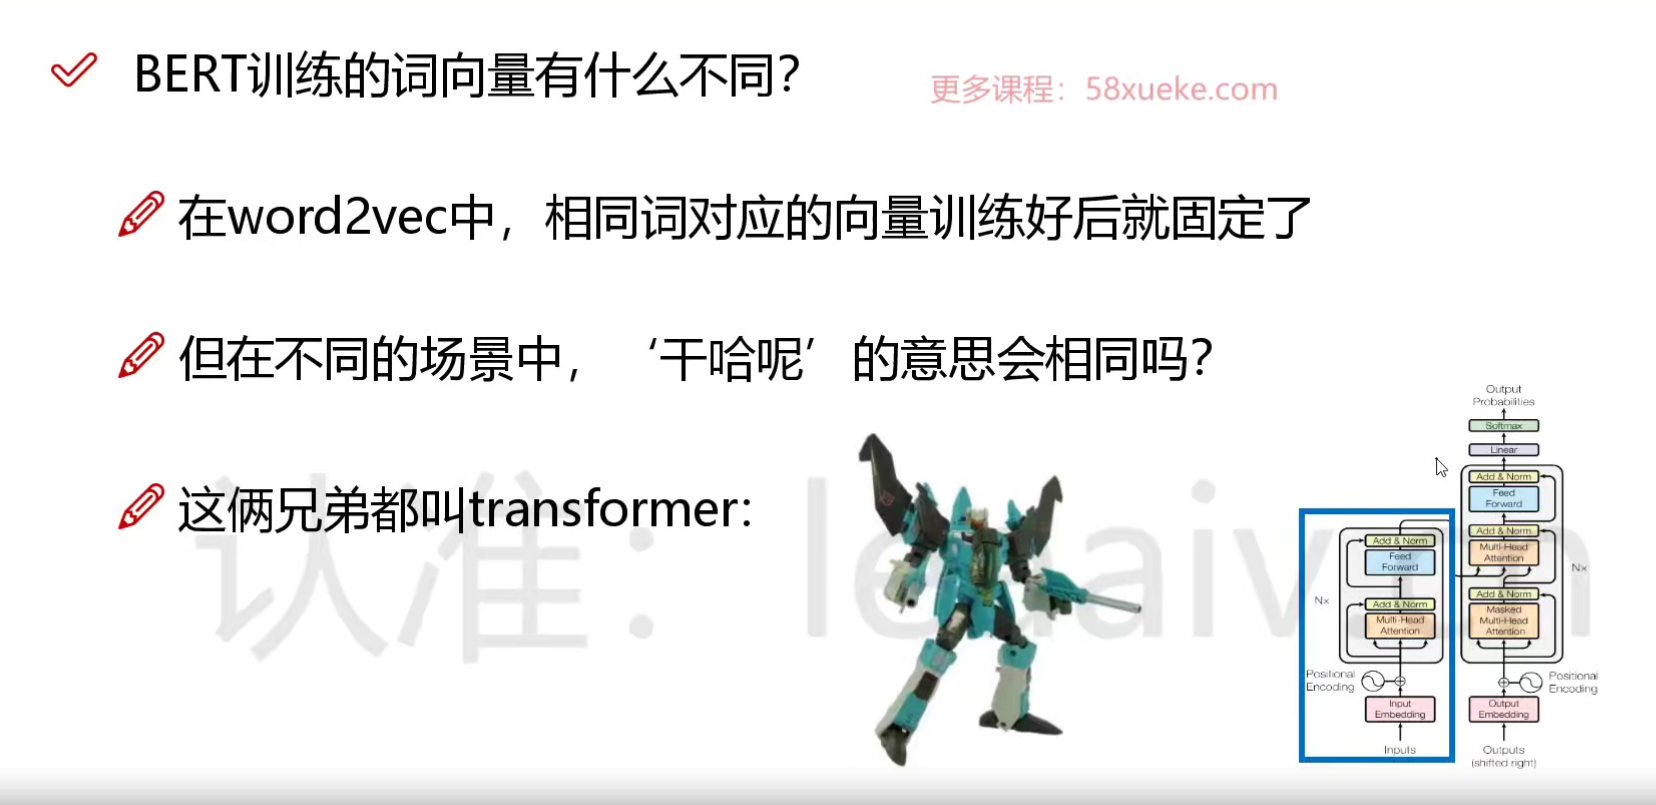 BERT训练的词向量有什么不同？
更多课程：58xueke.com
在word2vec中，相同词对应的向量训练好后就固定了
但在不同的场景中，‘干哈呢’的意思会相同吗？
这俩兄弟都叫transformer：
认准：
Output
Probabilities
Softmax
Linear
Add & Norm
Feed
Forward
Add & Norm
Multi-Head
Attention
Nx
Add & Norm
Masked
Multi-Head
Attention
Positional
Encoding
Output
Embedding
Outputs
(shifted right)
Add & Norm
Feed
Forward
Nx
Add & Norm
Multi-Head
Attention
Positional
Encoding
Input
Embedding
Inputs